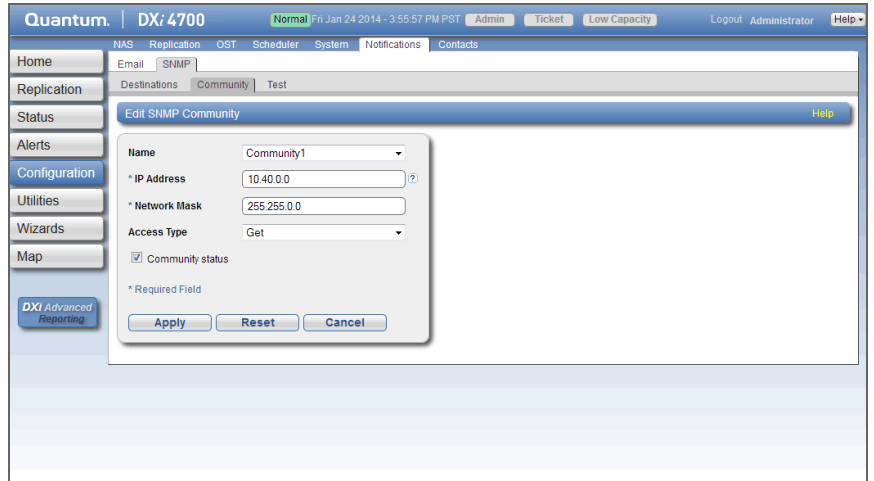 Quantum. DXi 4700 Normal Fri Jan 24 2014 - 3:55:57 PM PST Admin Ticket Low Capacity Logout Administrator Help
NAS Replication OST Scheduler System Notifications Contacts
Home
Replication
Status
Alerts
Configuration
Utilities
Wizards
Map
DXi Advanced
Reporting
Email SNMP
Destinations Community Test
Edit SNMP Community Help
Name Community1
* IP Address 10.40.0.0 ?
* Network Mask 255.255.0.0
Access Type Get
Community status
* Required Field
Apply Reset Cancel